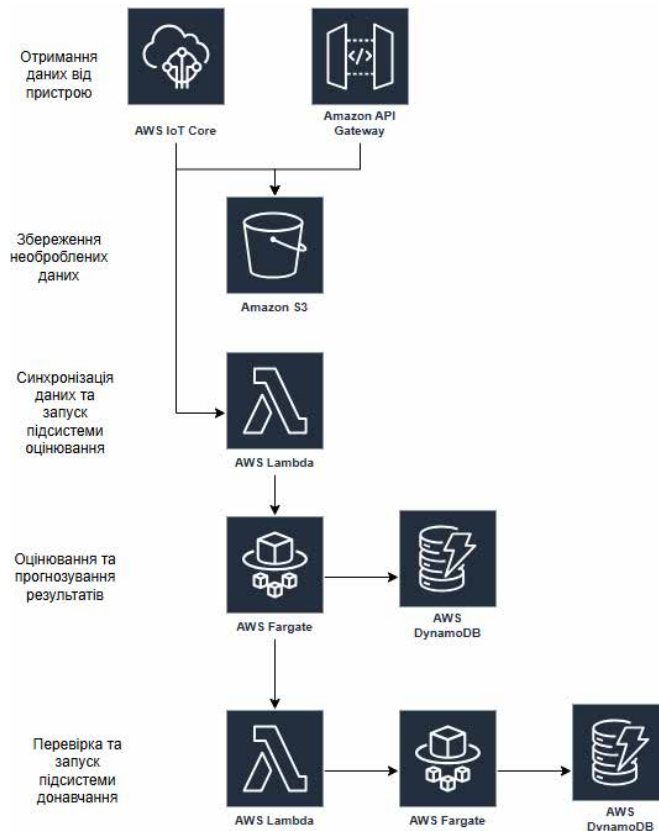 Отримання
даних від
пристрою
AWS IoT Core
Amazon API
Gateway
Збереження
необроблених
даних
Amazon S3
Синхронізація
даних та
запуск
підсистеми
оцінювання
AWS Lambda
Оцінювання та
прогнозування
результатів
AWS Fargate
AWS
DynamoDB
Перевірка та
запуск
підсистеми
донавчання
AWS Lambda
AWS Fargate
AWS
DynamoDB